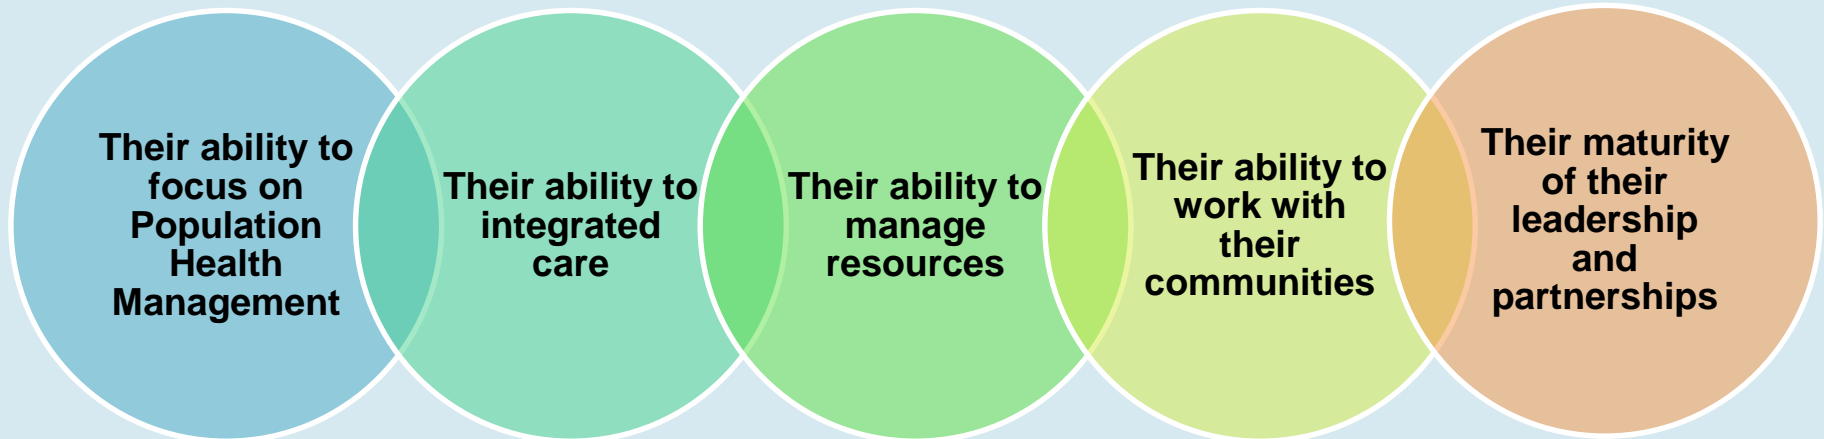 Their ability to
focus on
Population
Health
Management
Their ability to
integrated
care
Their ability to
manage
resources
Their ability to
work with
their
communities
Their maturity
of their
leadership
and
partnerships